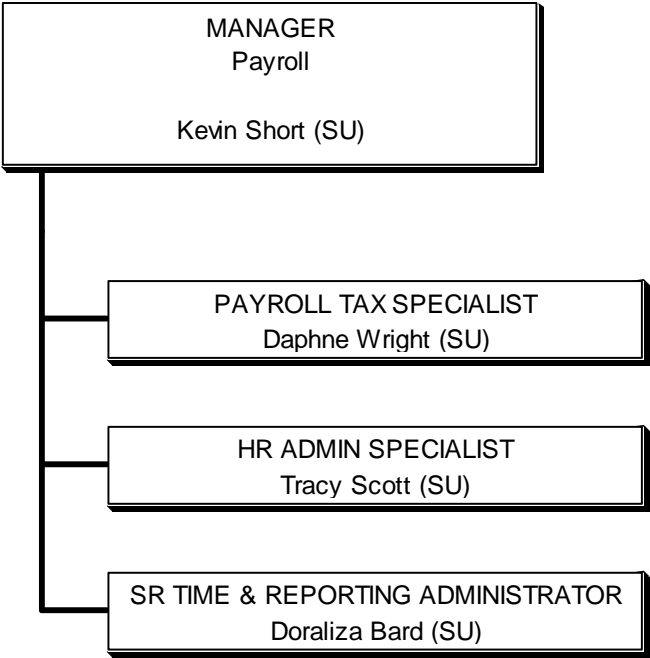 MANAGER
Payroll
Kevin Short (SU)
PAYROLL TAX SPECIALIST
Daphne Wright (SU)
HR ADMIN SPECIALIST
Tracy Scott (SU)
SR TIME & REPORTING ADMINISTRATOR
Doraliza Bard (SU)